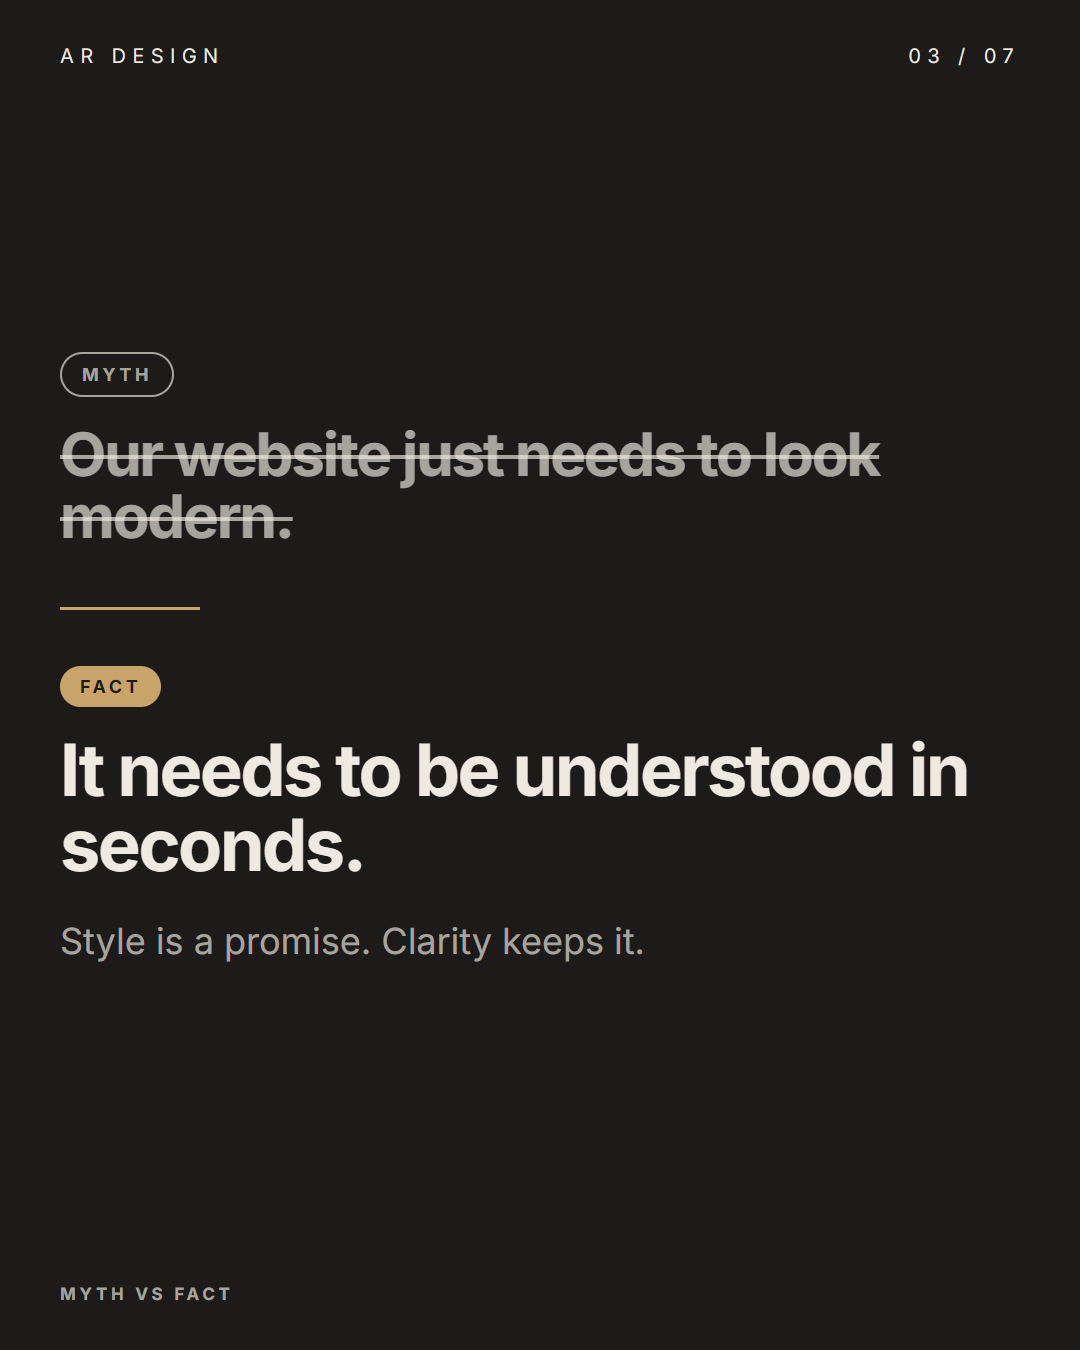 AR DESIGN
03 / 07
MYTH
Our website just needs to look
modern.
FACT
It needs to be understood in
seconds.
Style is a promise. Clarity keeps it.
MYTH VS FACT